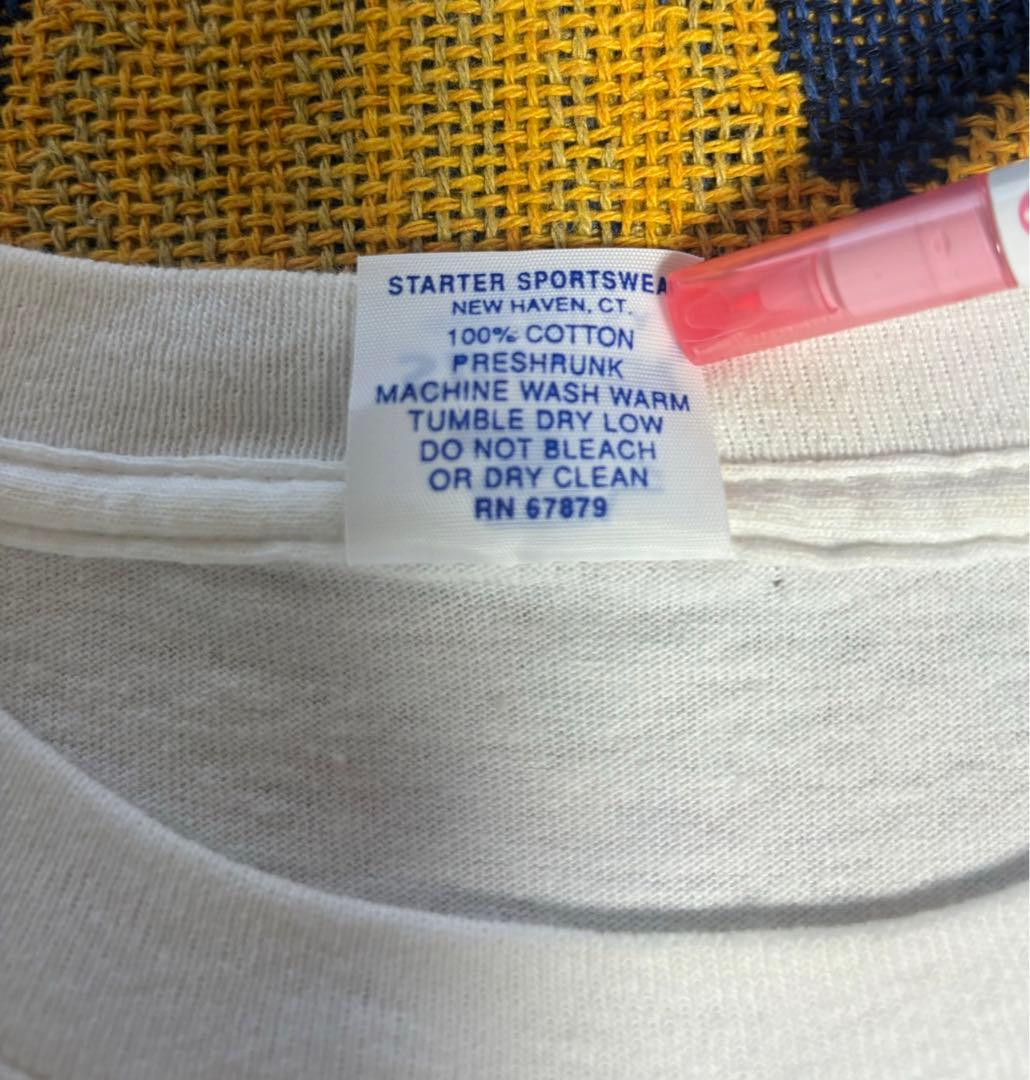 STARTER SPORTSWEA
NEW HAVEN, CT.
100% COTTON
PRESHRUNK
MACHINE WASH WARM
TUMBLE DRY LOW
DO NOT BLEACH
OR DRY CLEAN
RN 67879